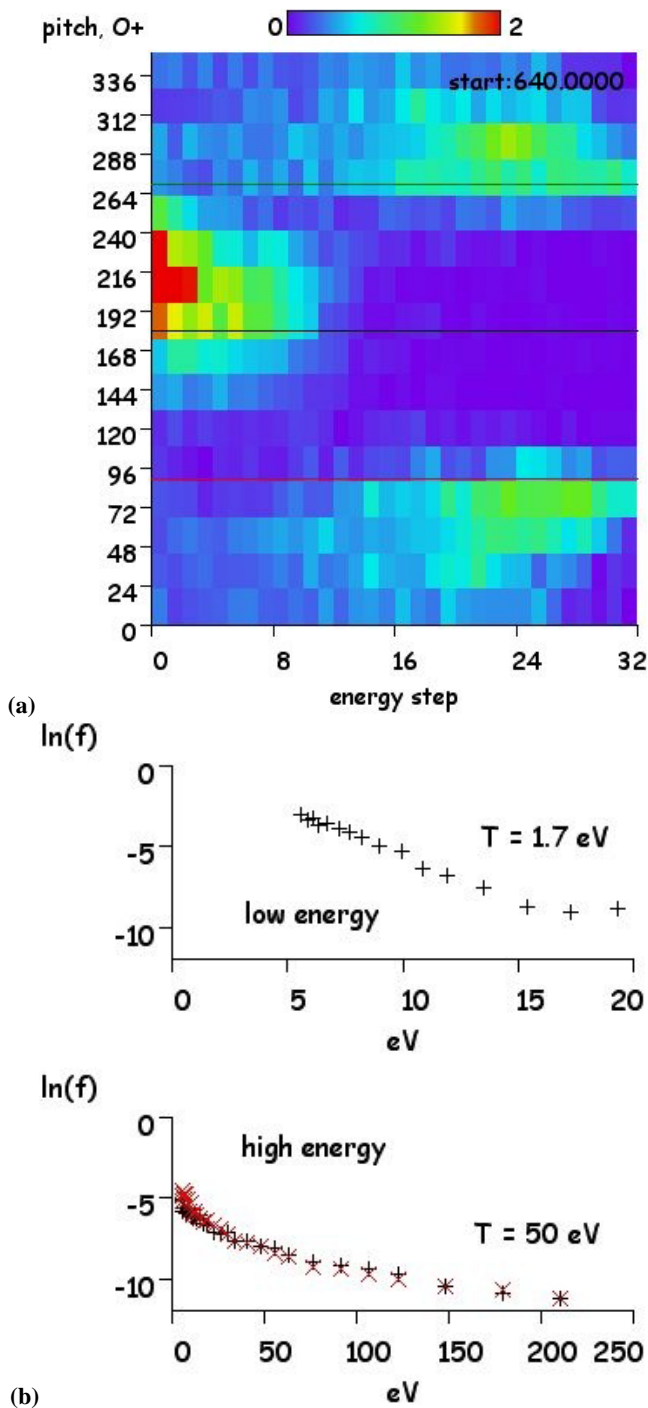 pitch, O+ 0 2
start:640.0000
336
312
288
264
240
216
192
168
144
120
96
72
48
24
0
0 8 16 24 32
energy step
(a)
ln(f)
0
T = 1.7 eV
-5
low energy
-10
0 5 10 15 20
eV
ln(f)
0
high energy
-5
T = 50 eV
-10
0 50 100 150 200 250
eV
(b)